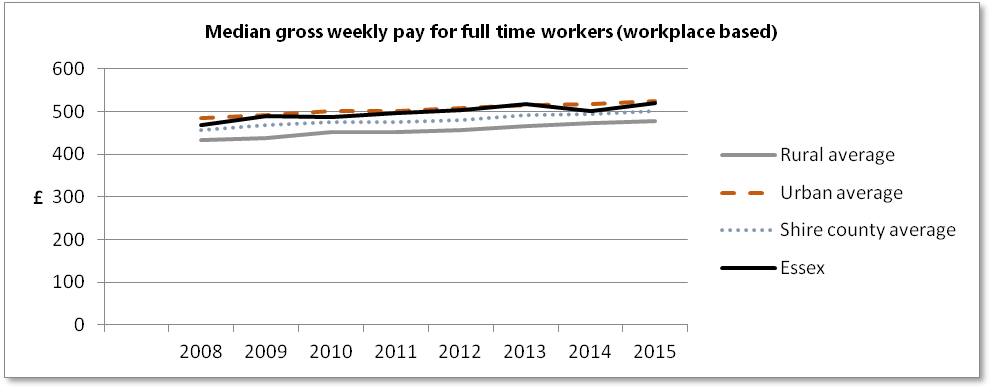 Median gross weekly pay for full time workers (workplace based)
600
500
400
300
200
100
0
£
2008 2009 2010 2011 2012 2013 2014 2015
Rural average
Urban average
Shire county average
Essex